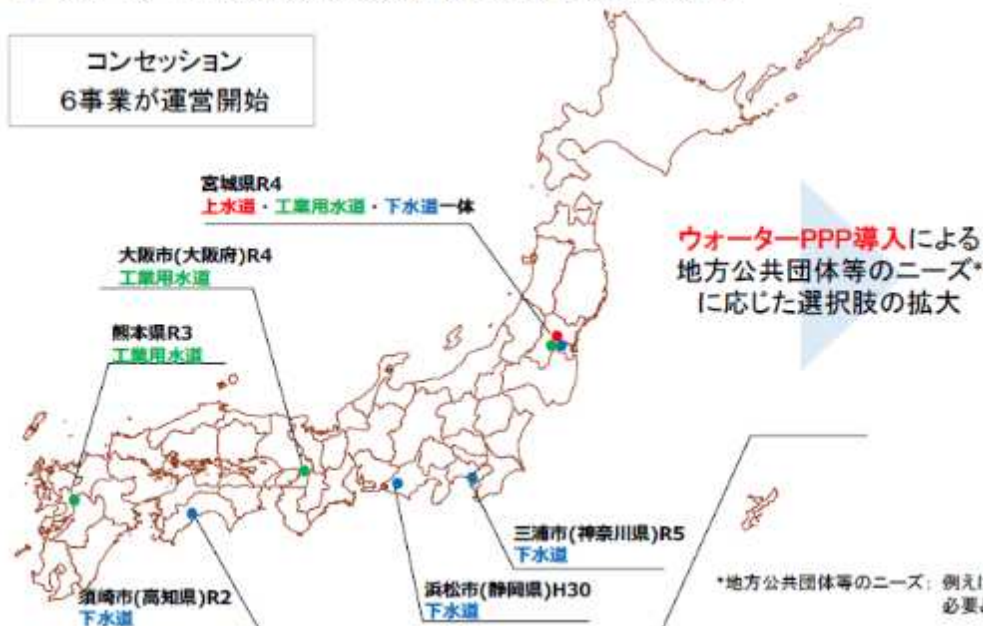 コンセッション
6事業が運営開始
宮城県R4
上水道・工業用水道・下水道一体
大阪市(大阪府)R4
工業用水道
熊本県R3
工業用水道
ウォーターPPP導入による
地方公共団体等のニーズ*
に応じた選択肢の拡大
三浦市(神奈川県)R5
下水道
浜松市(静岡県)H30
下水道
須崎市(高知県)R2
下水道
*地方公共団体等のニーズ: 例えば
必要